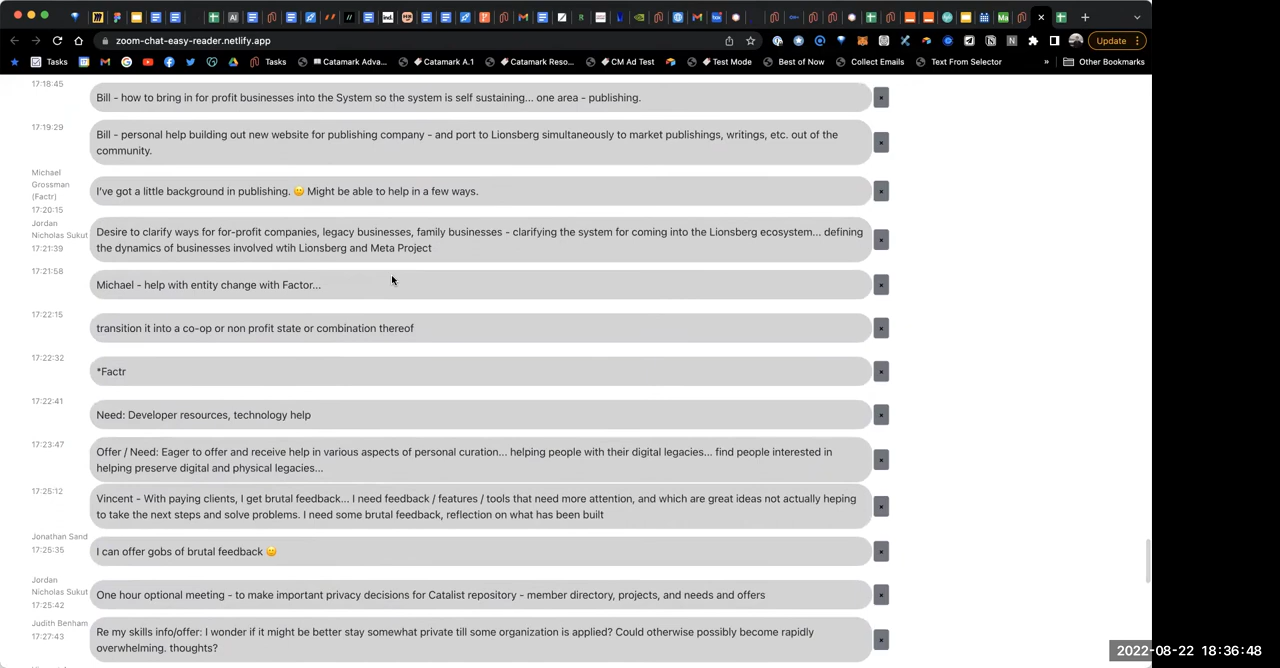 zoom-chat-easy-reader.netlify.app
Update
Tasks
Tasks
Catamark Adva...
Catamark A.1
Catamark Reso...
CM Ad Test
Test Mode
Best of Now
Collect Emails
Text From Selector
»
Other Bookmarks
17:18:45
Bill - how to bring in for profit businesses into the System so the system is self sustaining... one area - publishing.
17:19:29
Bill - personal help building out new website for publishing company - and port to Lionsberg simultaneously to market publishings, writings, etc. out of the
community.
Michael
Grossman
(Factr)
17:20:15
I've got a little background in publishing. 🙂 Might be able to help in a few ways.
Jordan
Nicholas Sukut
17:21:39
Desire to clarify ways for for-profit companies, legacy businesses, family businesses - clarifying the system for coming into the Lionsberg ecosystem... defining
the dynamics of businesses involved wtih Lionsberg and Meta Project
17:21:58
Michael - help with entity change with Factor...
17:22:15
transition it into a co-op or non profit state or combination thereof
17:22:32
*Factr
17:22:41
Need: Developer resources, technology help
17:23:47
Offer / Need: Eager to offer and receive help in various aspects of personal curation... helping people with their digital legacies... find people interested in
helping preserve digital and physical legacies...
17:25:12
Vincent - With paying clients, I get brutal feedback... I need feedback / features / tools that need more attention, and which are great ideas not actually heping
to take the next steps and solve problems. I need some brutal feedback, reflection on what has been built
Jonathan Sand
17:25:35
I can offer gobs of brutal feedback 🙂
Jordan
Nicholas Sukut
17:25:42
One hour optional meeting - to make important privacy decisions for Catalist repository - member directory, projects, and needs and offers
Judith Benham
17:27:43
Re my skills info/offer: I wonder if it might be better stay somewhat private till some organization is applied? Could otherwise possibly become rapidly
overwhelming. thoughts?
2022-08-22 18:36:48